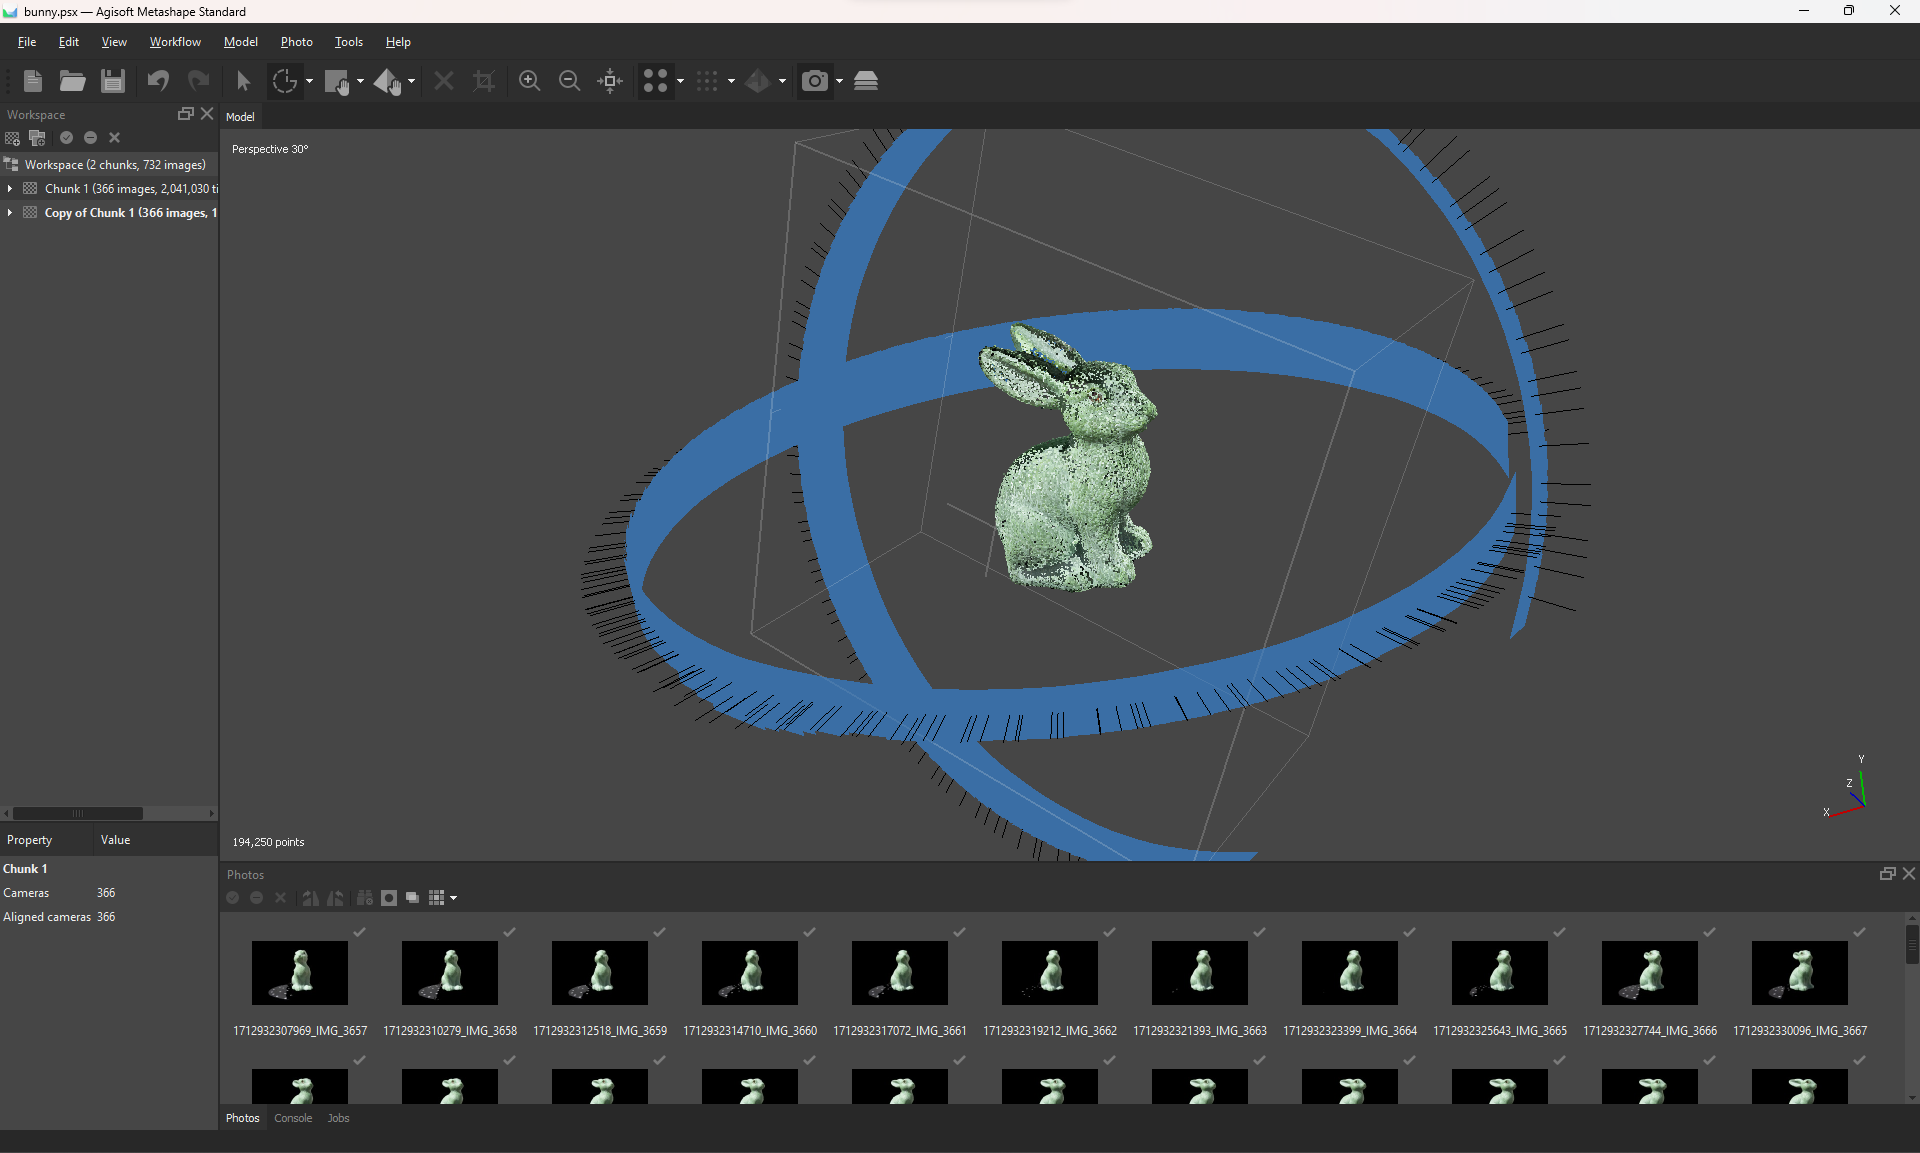 bunny.psx — Agisoft Metashape Standard
File Edit View Workflow Model Photo Tools Help
Workspace
Model
Perspective 30°
Workspace (2 chunks, 732 images)
Chunk 1 (366 images, 2,041,030 ti
Copy of Chunk 1 (366 images, 1
Y
Z
X
194,250 points
Property Value
Chunk 1
Cameras 366
Aligned cameras 366
Photos
1712932307969_IMG_3657 1712932310279_IMG_3658 1712932312518_IMG_3659 1712932314710_IMG_3660 1712932317072_IMG_3661 1712932319212_IMG_3662 1712932321393_IMG_3663 1712932323399_IMG_3664 1712932325643_IMG_3665 1712932327744_IMG_3666 1712932330096_IMG_3667
Photos Console Jobs